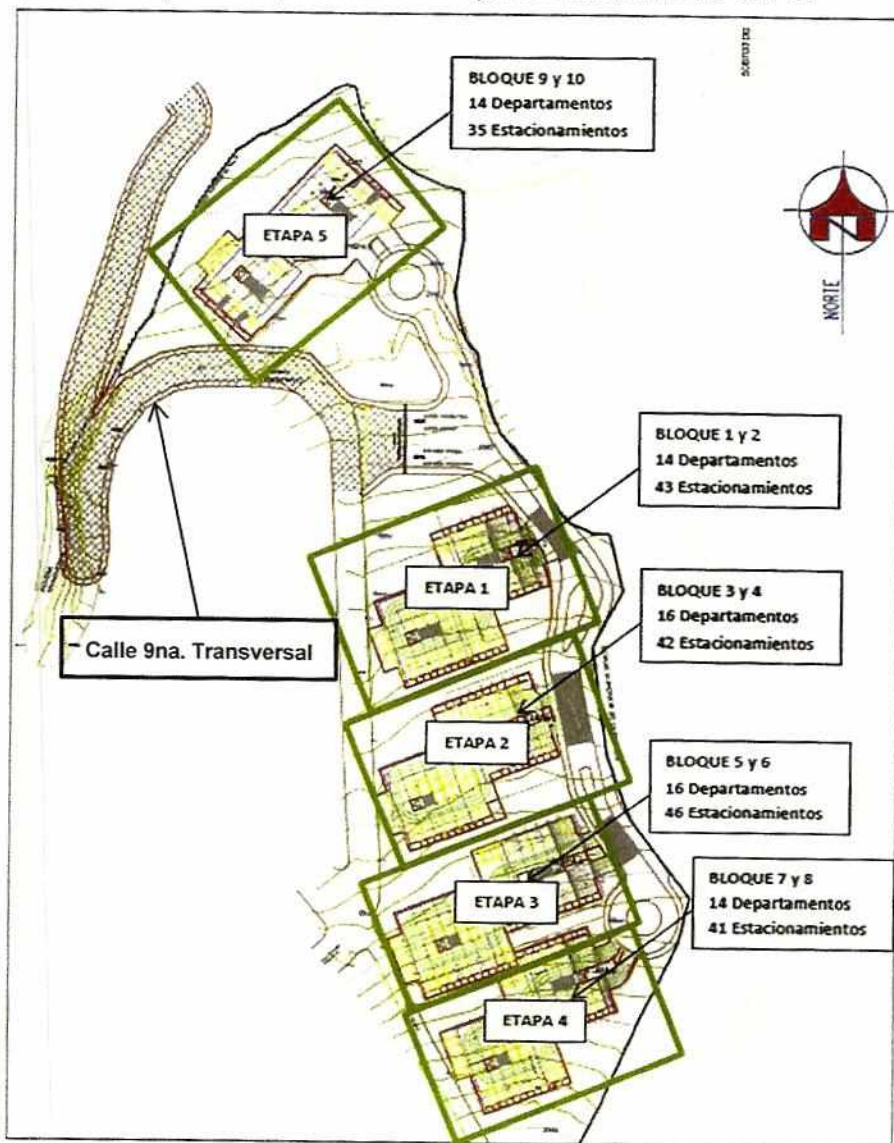 BLOQUE 9 y 10
14 Departamentos
35 Estacionamientos
ETAPA 5
NORTE
BLOQUE 1 y 2
14 Departamentos
43 Estacionamientos
ETAPA 1
BLOQUE 3 y 4
16 Departamentos
42 Estacionamientos
Calle 9na. Transversal
ETAPA 2
BLOQUE 5 y 6
16 Departamentos
46 Estacionamientos
ETAPA 3
BLOQUE 7 y 8
14 Departamentos
41 Estacionamientos
ETAPA 4